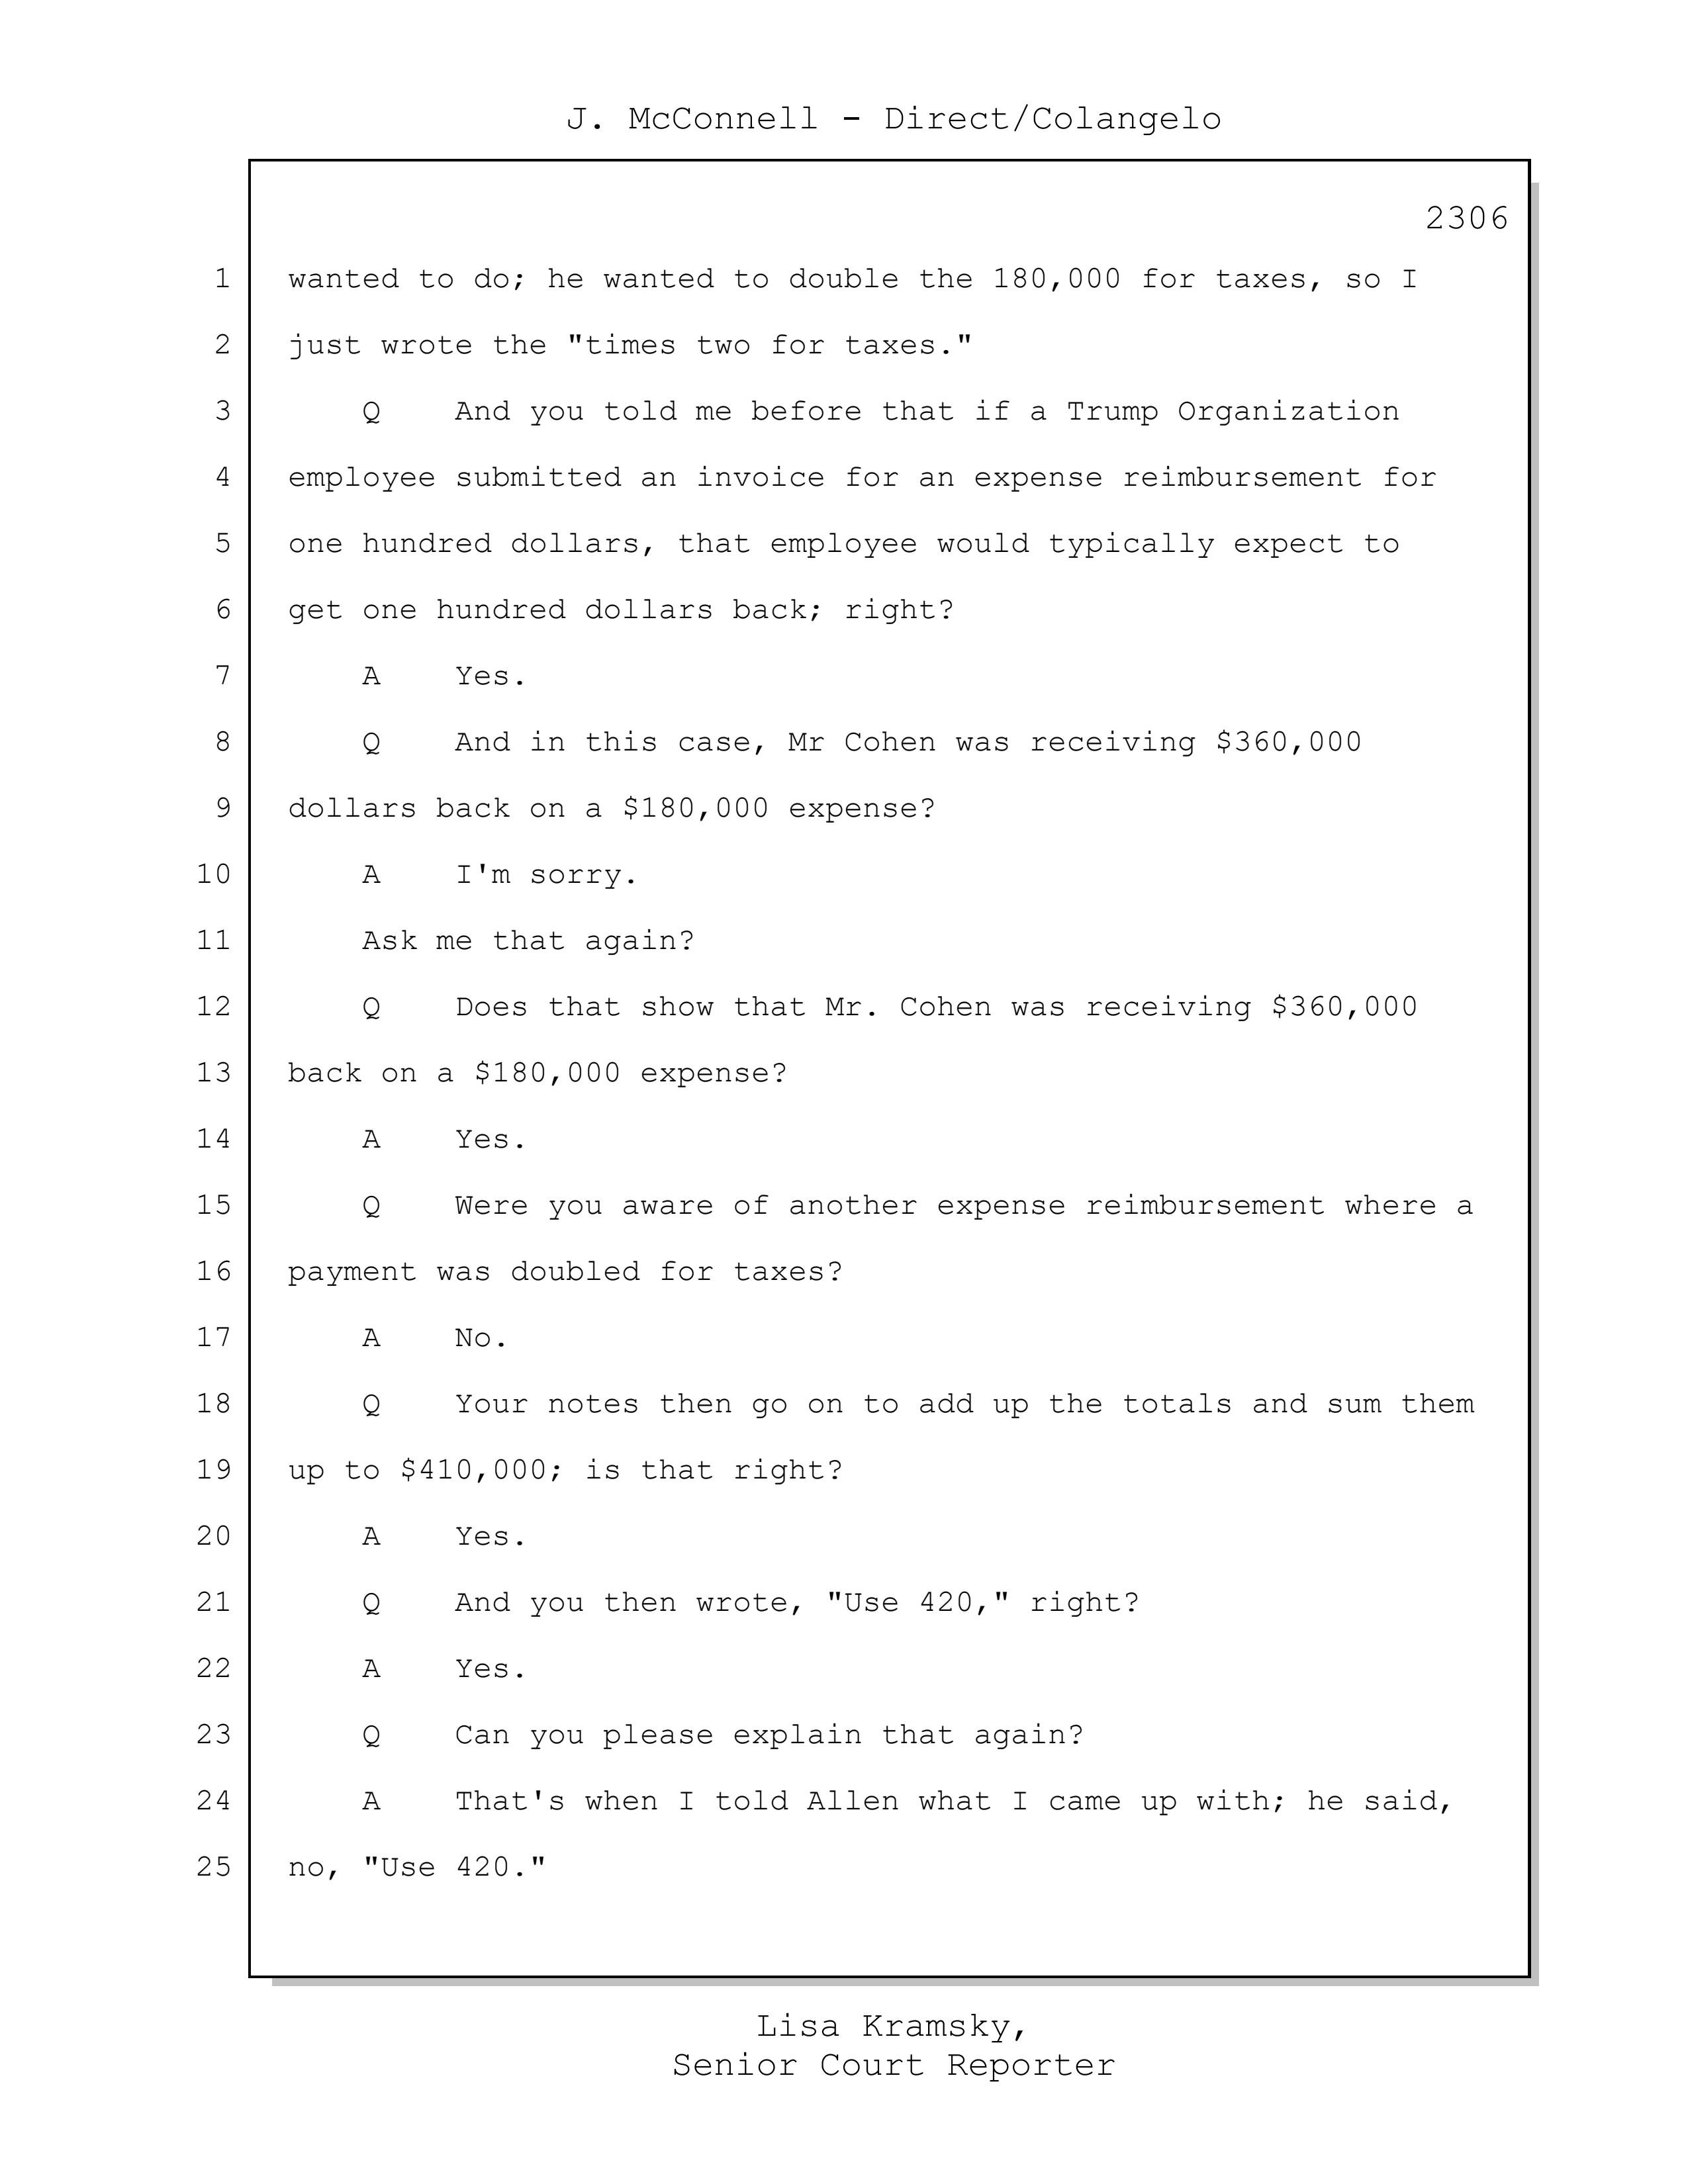 J. McConnell - Direct/Colangelo
2306
1 wanted to do; he wanted to double the 180,000 for taxes, so I
2 just wrote the "times two for taxes."
3 Q And you told me before that if a Trump Organization
4 employee submitted an invoice for an expense reimbursement for
5 one hundred dollars, that employee would typically expect to
6 get one hundred dollars back; right?
7 A Yes.
8 Q And in this case, Mr Cohen was receiving $360,000
9 dollars back on a $180,000 expense?
10 A I'm sorry.
11 Ask me that again?
12 Q Does that show that Mr. Cohen was receiving $360,000
13 back on a $180,000 expense?
14 A Yes.
15 Q Were you aware of another expense reimbursement where a
16 payment was doubled for taxes?
17 A No.
18 Q Your notes then go on to add up the totals and sum them
19 up to $410,000; is that right?
20 A Yes.
21 Q And you then wrote, "Use 420," right?
22 A Yes.
23 Q Can you please explain that again?
24 A That's when I told Allen what I came up with; he said,
25 no, "Use 420."
Lisa Kramsky,
Senior Court Reporter